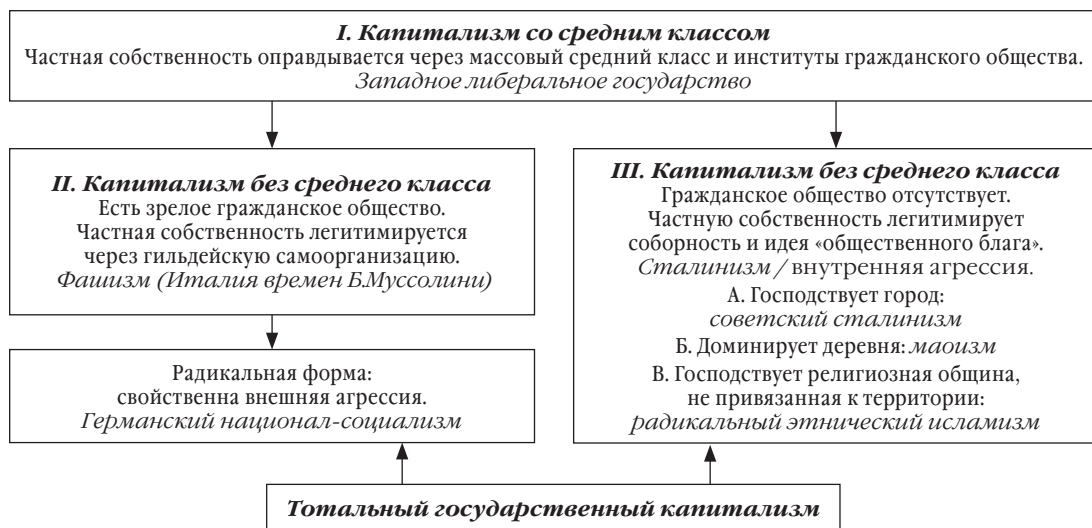 I. Капитализм со средним классом
Частная собственность оправдывается через массовый средний класс и институты гражданского общества.
Западное либеральное государство
II. Капитализм без среднего класса
Есть зрелое гражданское общество.
Частная собственность легитимируется
через гильдейскую самоорганизацию.
Фашизм (Италия времен Б.Муссолини)
Радикальная форма:
свойственна внешняя агрессия.
Германский национал-социализм
III. Капитализм без среднего класса
Гражданское общество отсутствует.
Частную собственность легитимирует
соборность и идея «общественного блага».
Сталинизм / внутренняя агрессия.
А. Господствует город:
советский сталинизм
Б. Доминирует деревня: маоизм
В. Господствует религиозная община,
не привязанная к территории:
радикальный этнический исламизм
Тотальный государственный капитализм